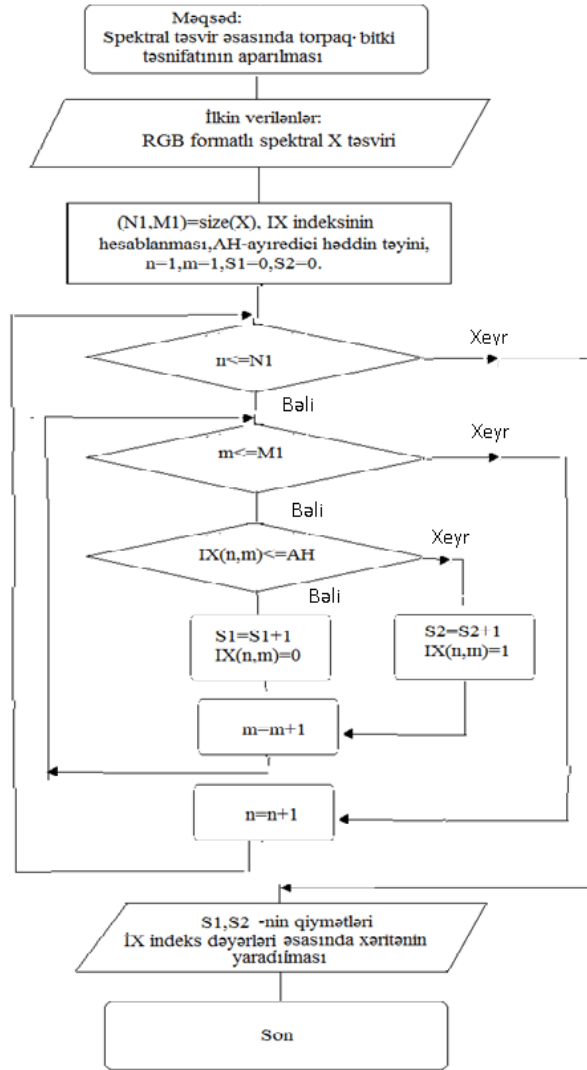 Məqsəd:
Spektral təsvir əsasında torpaq-bitki
təsnifatının aparılması
İlkin verilənlər:
RGB formatlı spektral X təsviri
(N1,M1)=size(X), IX indeksinin
hesablanması,AH-ayıredici həddin təyini,
n=1,m=1,S1=0,S2=0.
n<=N1
Xeyr
Bəli
m<=M1
Xeyr
Bəli
IX(n,m)<=AH
Xeyr
Bəli
S1=S1+1
IX(n,m)=0
S2=S2+1
IX(n,m)=1
m=m+1
n=n+1
S1,S2 -nin qiymətləri
İX indeks dəyərləri əsasında xəritənin
yaradılması
Son